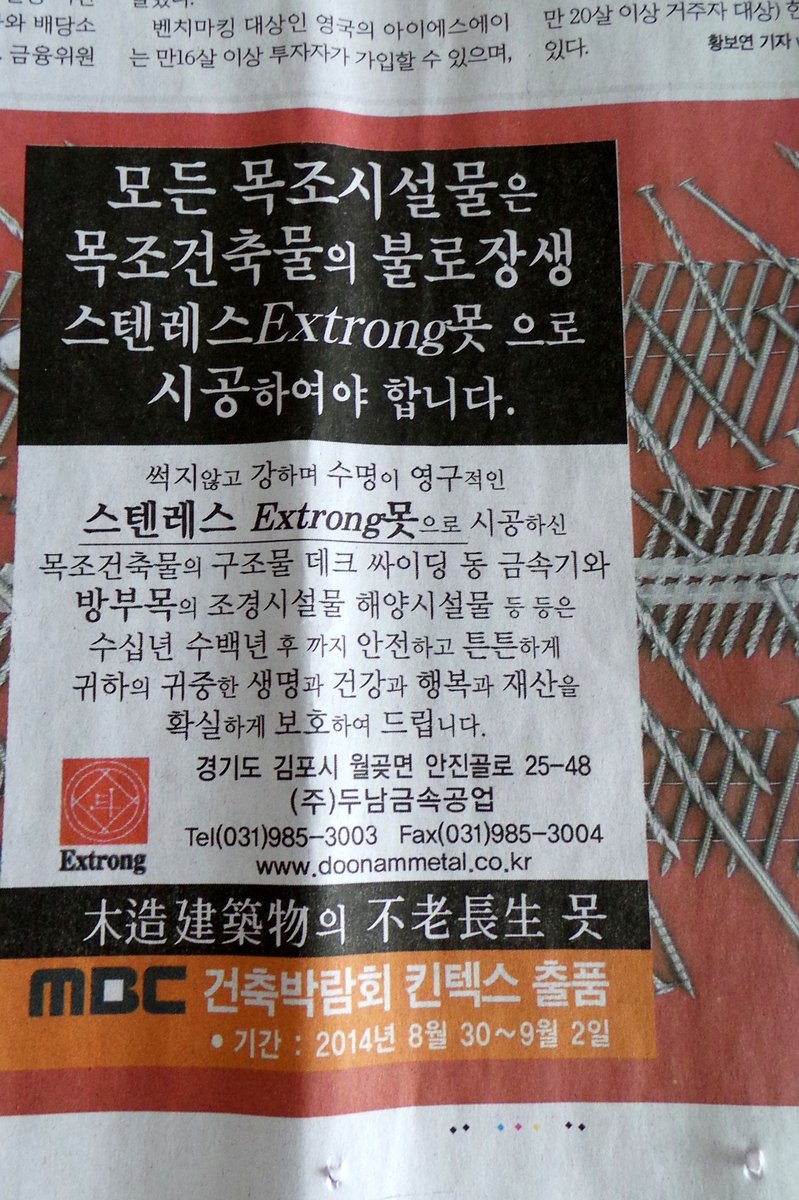 와 배당소
금융위원
벤치마킹 대상인 영국의 아이에스에이
는 만16살 이상 투자자가 가입할 수 있으며,
만 20살 이상 거주자 대상) 한
있다.
황보연 기자
모든 목조시설물은
목조건축물의 불로장생
스텐레스Extrong못 으로
시공하여야 합니다.
썩지않고 강하며 수명이 영구적인
스텐레스 Extrong못으로 시공하신
목조건축물의 구조물 데크 싸이딩 동 금속기와
방부목의 조경시설물 해양시설물 등 등은
수십년 수백년 후 까지 안전하고 튼튼하게
귀하의 귀중한 생명과 건강과 행복과 재산을
확실하게 보호하여 드립니다.
경기도 김포시 월곶면 안진골로 25-48
(주)두남금속공업
Tel(031)985-3003 Fax(031)985-3004
www.doonammetal.co.kr
Extrong
木造建築物의 不老長生 못
MBC 건축박람회 킨텍스 출품
• 기간 : 2014년 8월 30~9월 2일